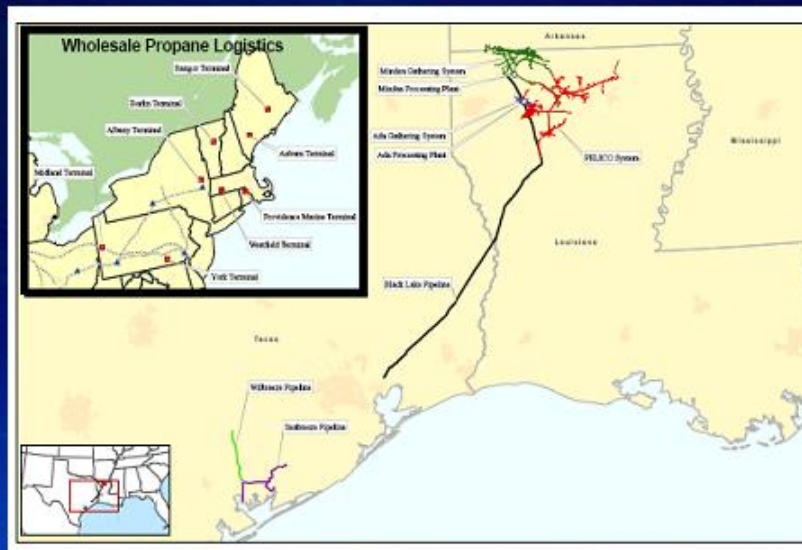 Wholesale Propane Logistics
Bangor Terminal
Berlin Terminal
Albany Terminal
Auburn Terminal
Midland Terminal
Providence Marine Terminal
Westfield Terminal
York Terminal
Arkansas
Minden Gathering System
Minden Processing Plant
Ada Gathering System
Ada Processing Plant
PELICO System
Mississippi
Louisiana
Black Lake Pipeline
Texas
Wilbreeze Pipeline
Seabreeze Pipeline